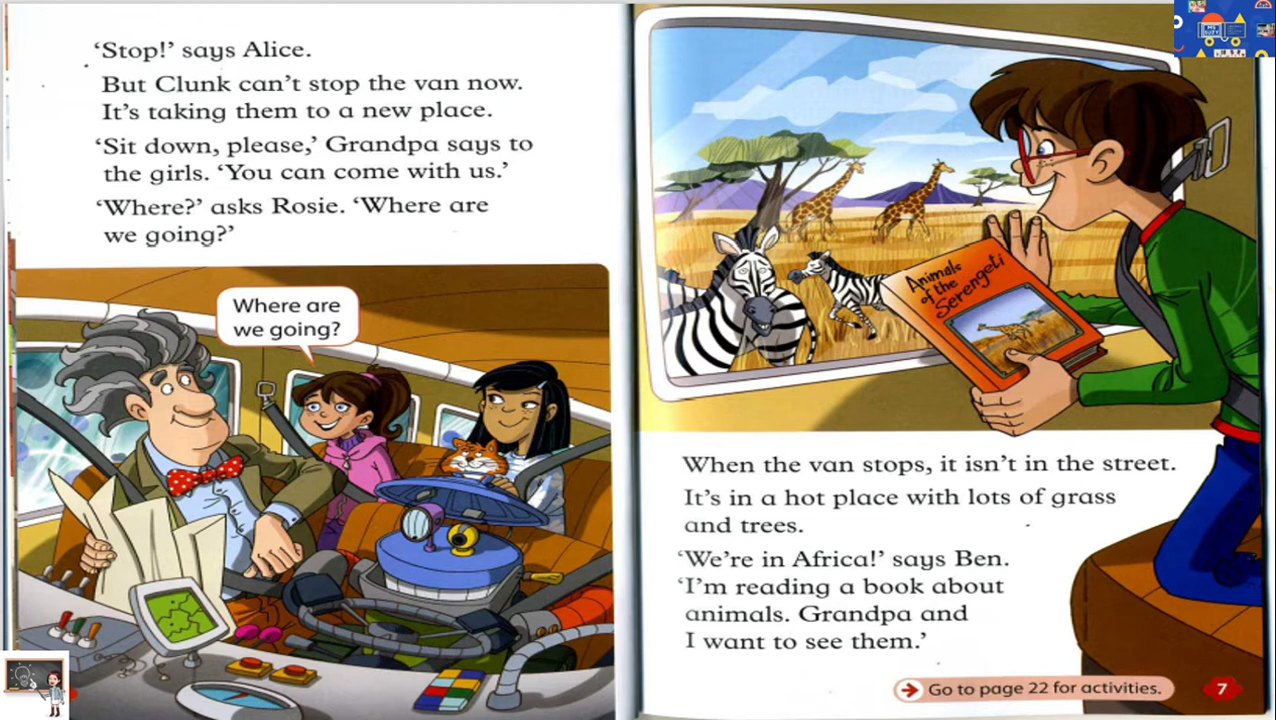 ‘Stop!’ says Alice.
But Clunk can’t stop the van now.
It’s taking them to a new place.
‘Sit down, please,’ Grandpa says to
the girls. ‘You can come with us.’
‘Where?’ asks Rosie. ‘Where are
we going?’
Where are
we going?
Animals
of the
Serengeti
When the van stops, it isn’t in the street.
It’s in a hot place with lots of grass
and trees.
‘We’re in Africa!’ says Ben.
‘I’m reading a book about
animals. Grandpa and
I want to see them.’
Go to page 22 for activities.
7
MS
SUZY